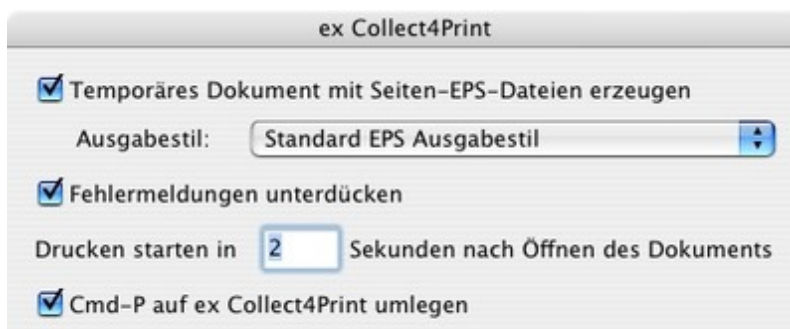 ex Collect4Print
Temporäres Dokument mit Seiten-EPS-Dateien erzeugen
Ausgabestil: Standard EPS Ausgabestil
Fehlermeldungen unterdücken
Drucken starten in 2 Sekunden nach Öffnen des Dokuments
Cmd-P auf ex Collect4Print umlegen